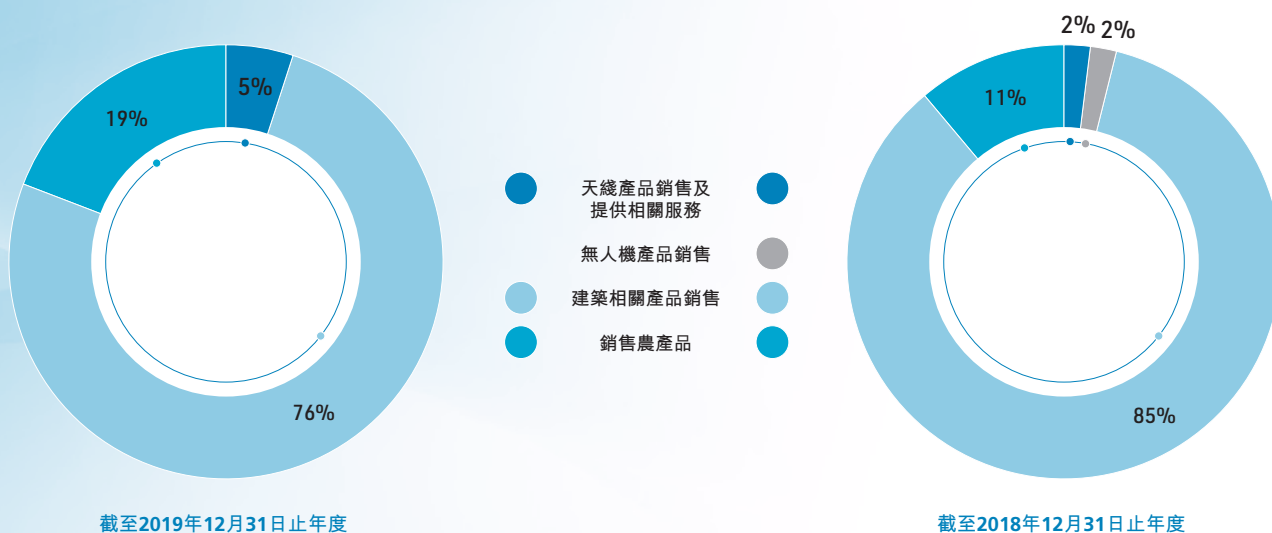 5%
19%
76%
截至2019年12月31日止年度
天綫產品銷售及
提供相關服務
無人機產品銷售
建築相關產品銷售
銷售農產品
2% 2%
11%
85%
截至2018年12月31日止年度